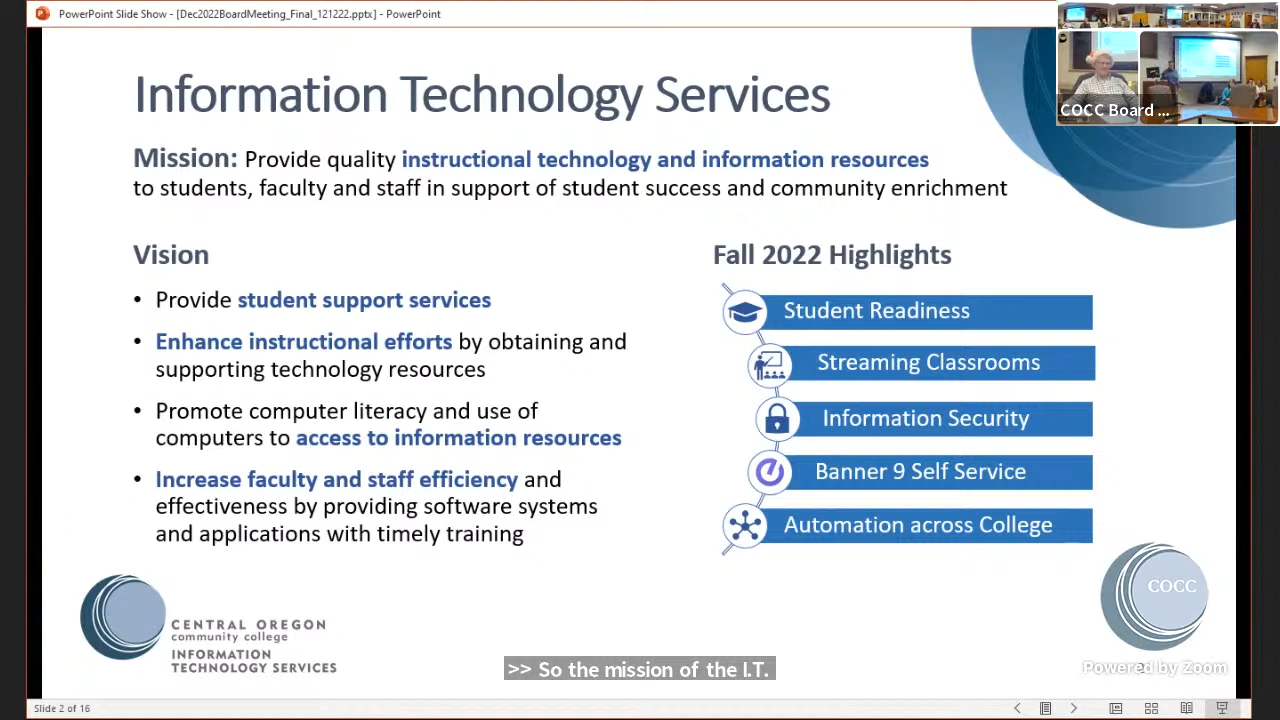 PowerPoint Slide Show - [Dec2022BoardMeeting_Final_121222.pptx] - PowerPoint
COCC Board ...
Information Technology Services
Mission: Provide quality instructional technology and information resources
to students, faculty and staff in support of student success and community enrichment
Vision
• Provide student support services
• Enhance instructional efforts by obtaining and
supporting technology resources
• Promote computer literacy and use of
computers to access to information resources
• Increase faculty and staff efficiency and
effectiveness by providing software systems
and applications with timely training
Fall 2022 Highlights
Student Readiness
Streaming Classrooms
Information Security
Banner 9 Self Service
Automation across College
CENTRAL OREGON
community college
INFORMATION
TECHNOLOGY SERVICES
COCC
>> So the mission of the I.T.
Powered by Zoom
Slide 2 of 16